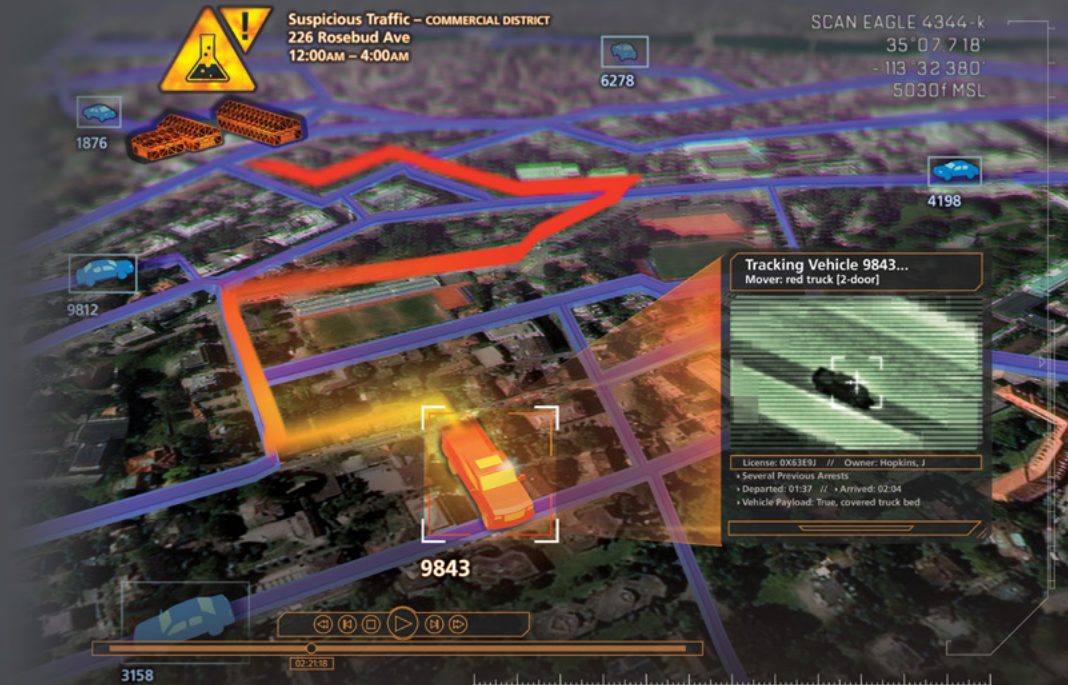 Suspicious Traffic – COMMERCIAL DISTRICT
226 Rosebud Ave
12:00AM – 4:00AM
SCAN EAGLE 4344-k
35°07.718'
- 113°32.380'
5030f MSL
6278
1876
4198
9812
Tracking Vehicle 9843...
Mover: red truck [2-door]
License: 0X63E9J // Owner: Hopkins, J
› Several Previous Arrests
› Departed: 01:37 // › Arrived: 02:04
› Vehicle Payload: True, covered truck bed
9843
02:21:18
3158